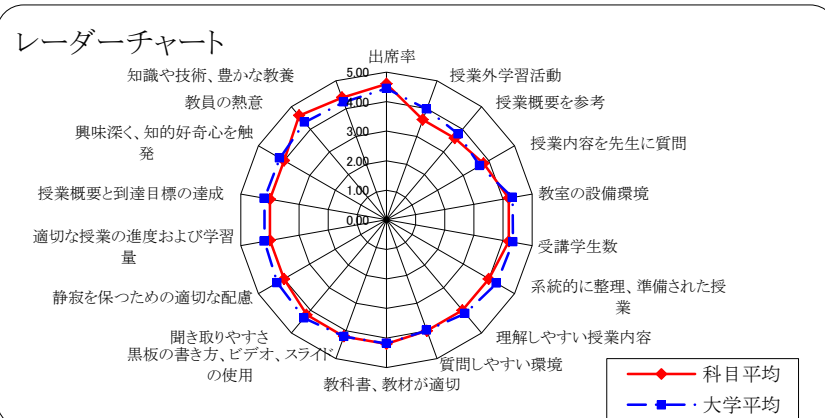 レーダーチャート
出席率
授業外学習活動
授業概要を参考
授業内容を先生に質問
教室の設備環境
受講学生数
系統的に整理、準備された授
業
理解しやすい授業内容
質問しやすい環境
教科書、教材が適切
黒板の書き方、ビデオ、スライド
の使用
聞き取りやすさ
静寂を保つための適切な配慮
適切な授業の進度および学習
量
授業概要と到達目標の達成
興味深く、知的好奇心を触
発
教員の熱意
知識や技術、豊かな教養
5.00
4.00
3.00
2.00
1.00
0.00
科目平均
大学平均